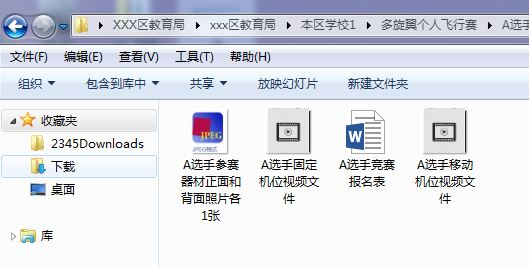 XXX区教育局 ▸ xxx区教育局 ▸ 本区学校1 ▸ 多旋翼个人飞行赛 ▸ A选手
文件(F) 编辑(E) 查看(V) 工具(T) 帮助(H)
组织 包含到库中 共享 放映幻灯片 新建文件夹
收藏夹
2345Downloads
下载
桌面
库
JPEG
JPEG格式
A选手参赛
器材正面和
背面照片各
1张
A选手固定
机位视频文
件
W
A选手竞赛
报名表
A选手移动
机位视频文
件